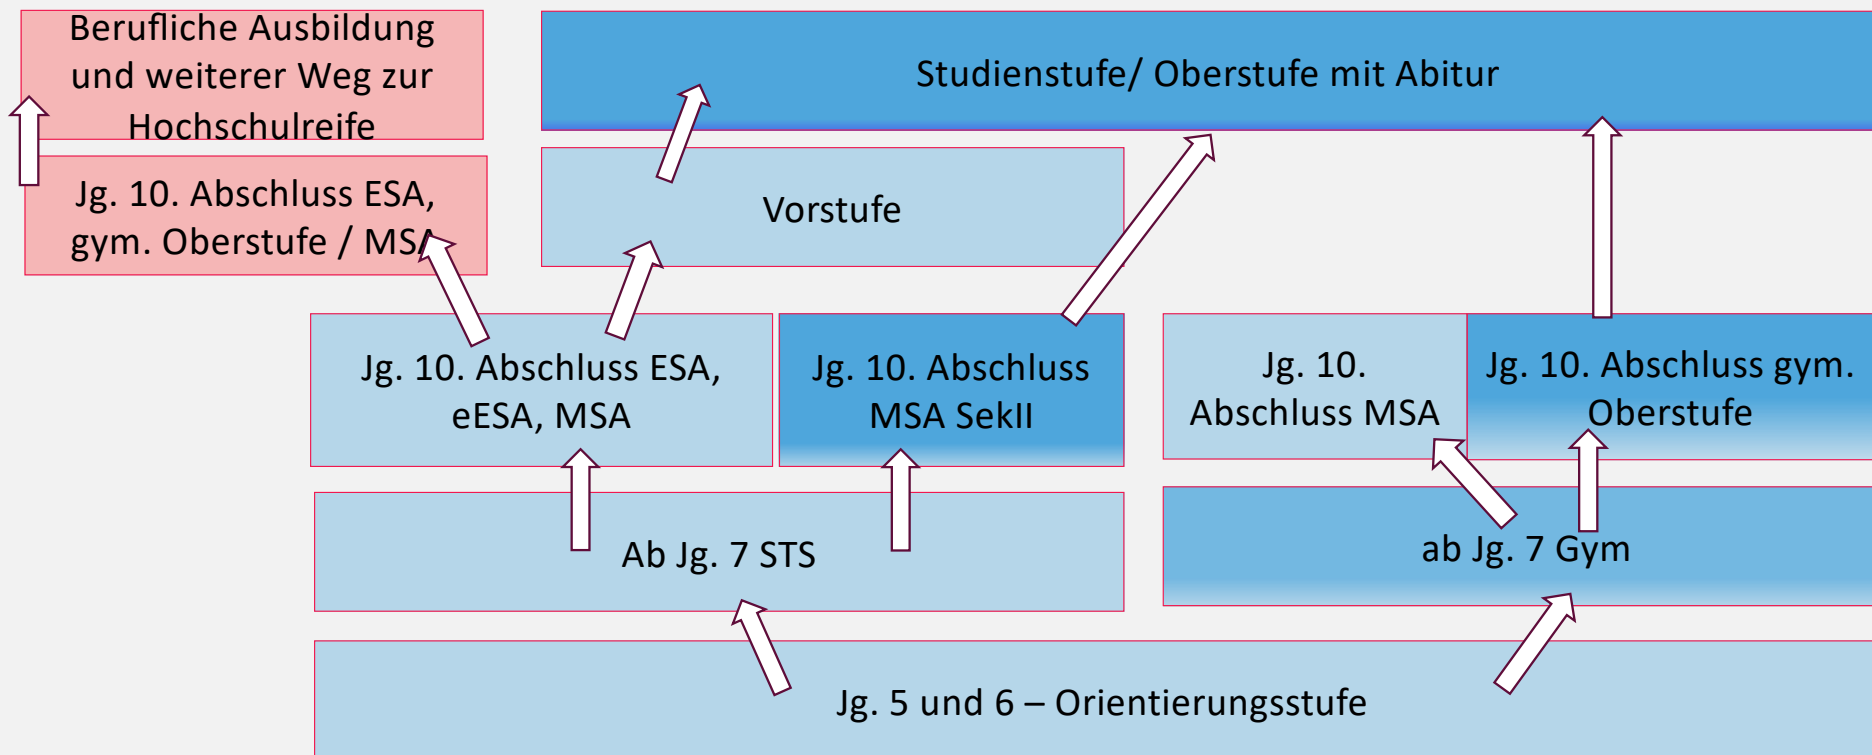 Berufliche Ausbildung
und weiterer Weg zur
Hochschulreife
Studienstufe/ Oberstufe mit Abitur
Jg. 10. Abschluss ESA,
gym. Oberstufe / MSA
Vorstufe
Jg. 10. Abschluss ESA,
eESA, MSA
Jg. 10. Abschluss
MSA SekII
Jg. 10.
Abschluss MSA
Jg. 10. Abschluss gym.
Oberstufe
Ab Jg. 7 STS
ab Jg. 7 Gym
Jg. 5 und 6 – Orientierungsstufe